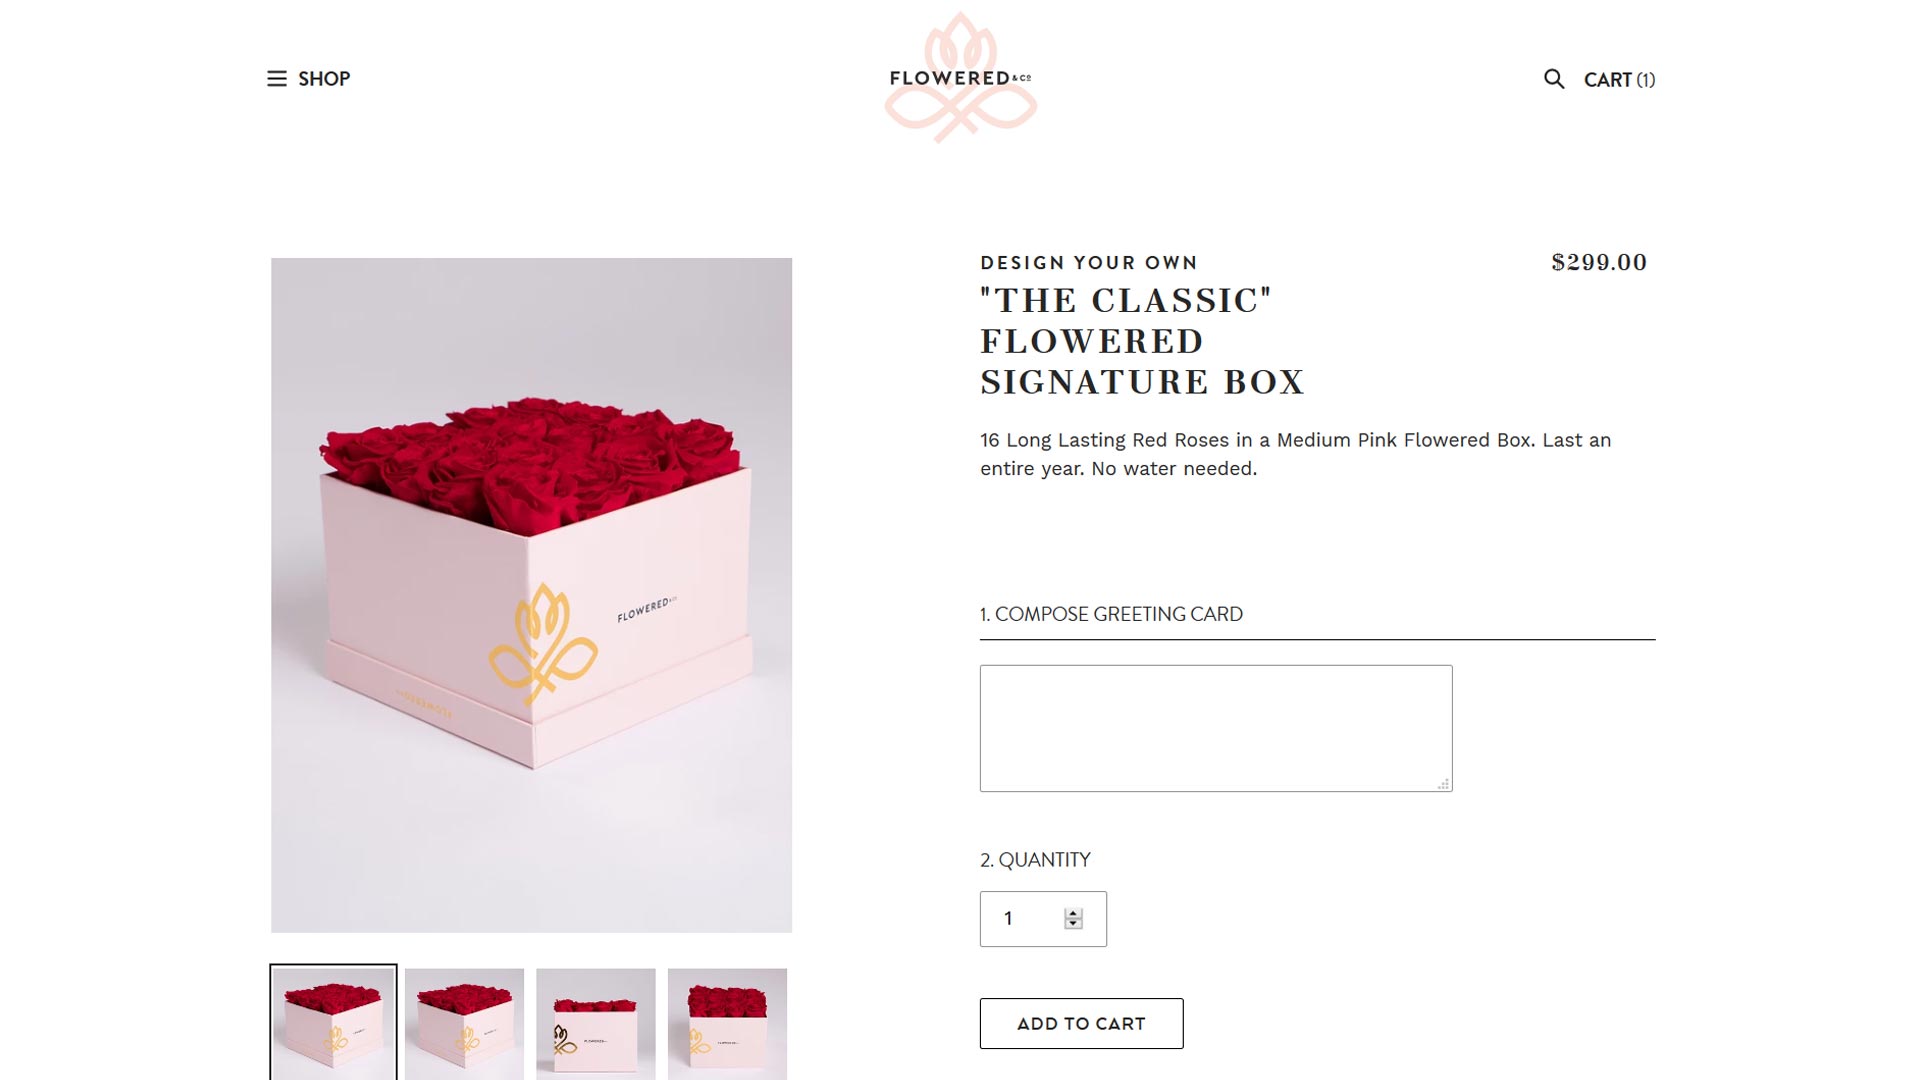 SHOP
FLOWERED & Co
CART (1)
DESIGN YOUR OWN
$299.00
"THE CLASSIC"
FLOWERED
SIGNATURE BOX
16 Long Lasting Red Roses in a Medium Pink Flowered Box. Last an
entire year. No water needed.
FLOWERED & CO
FLOWERED
1. COMPOSE GREETING CARD
2. QUANTITY
1
ADD TO CART